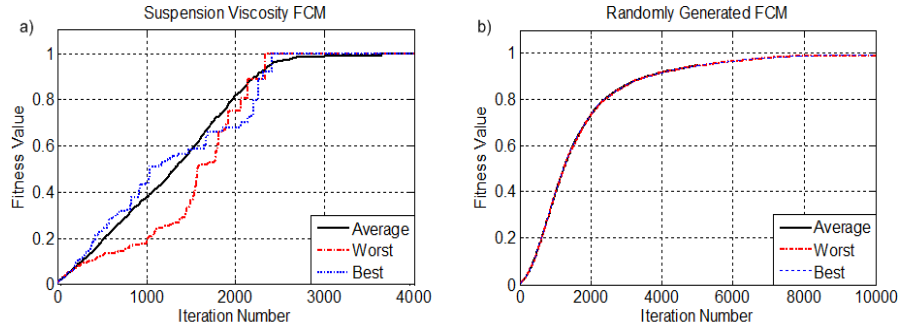 a)
Suspension Viscosity FCM
Fitness Value
1
0.8
0.6
0.4
0.2
0
0
1000
2000
3000
4000
Iteration Number
Average
Worst
Best
b)
Randomly Generated FCM
Fitness Value
1
0.8
0.6
0.4
0.2
0
0
2000
4000
6000
8000
10000
Iteration Number
Average
Worst
Best